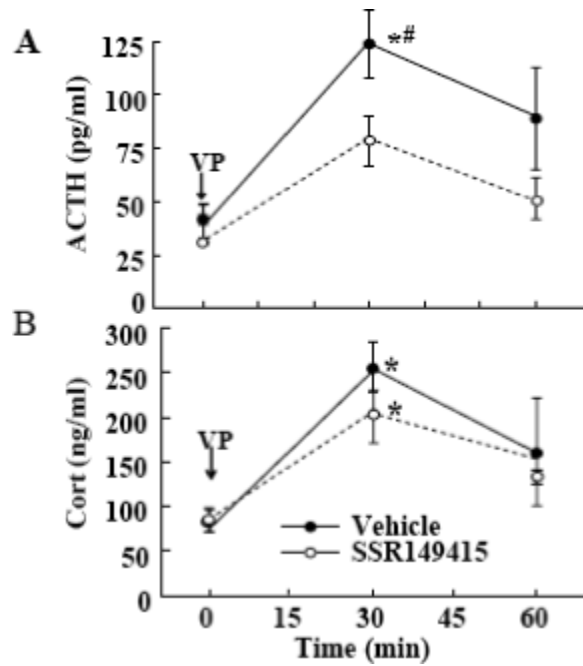 A
ACTH (pg/ml)
125
100
75
50
25
0
VP
*#
B
Cort (ng/ml)
300
250
200
150
100
50
0
VP
*
*
Vehicle
SSR149415
0 15 30 45 60
Time (min)